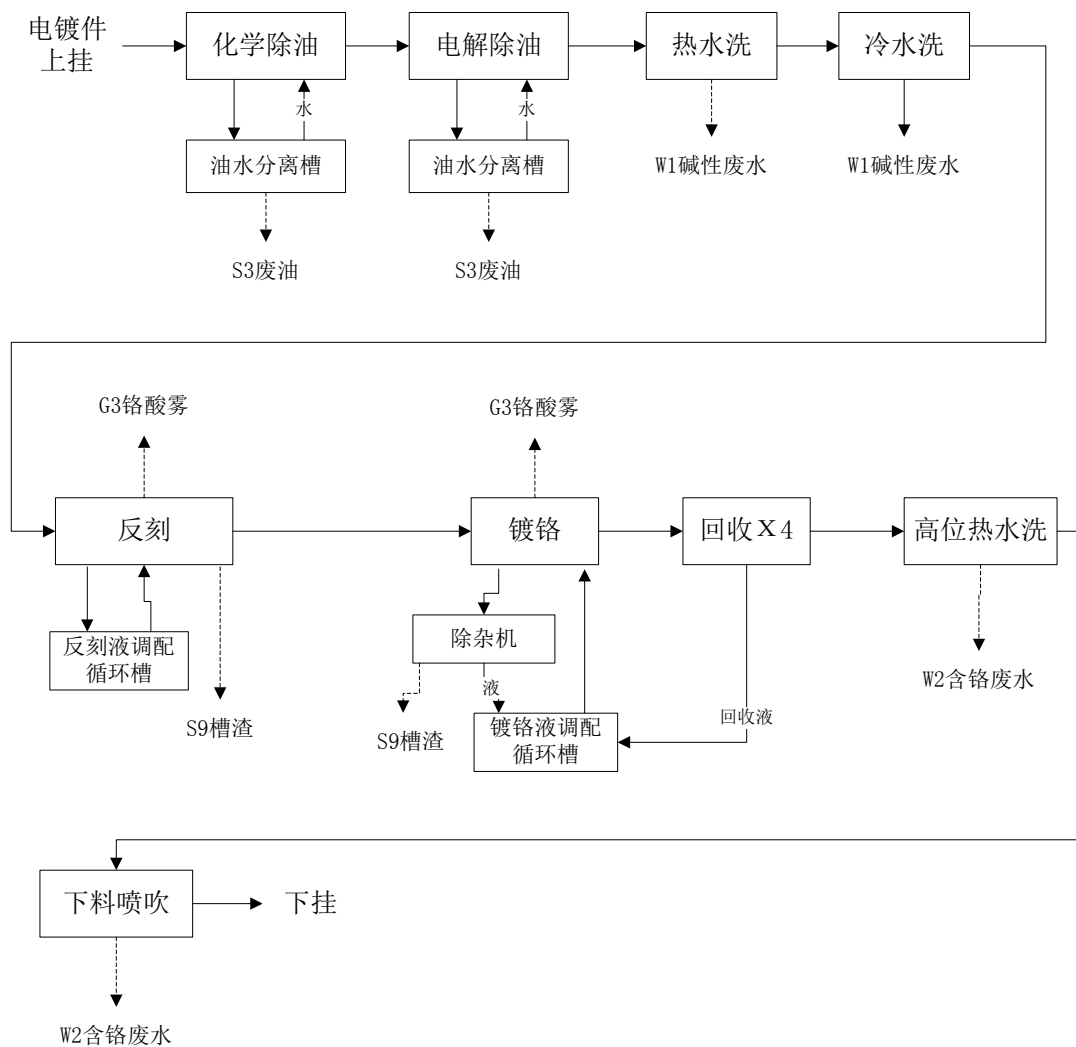 电镀件
上挂
化学除油
电解除油
热水洗
冷水洗
水
水
油水分离槽
油水分离槽
W1碱性废水
W1碱性废水
S3废油
S3废油
G3铬酸雾
G3铬酸雾
反刻
镀铬
回收X4
高位热水洗
反刻液调配
循环槽
除杂机
液
S9槽渣
S9槽渣
镀铬液调配
循环槽
回收液
W2含铬废水
下料喷吹
下挂
W2含铬废水